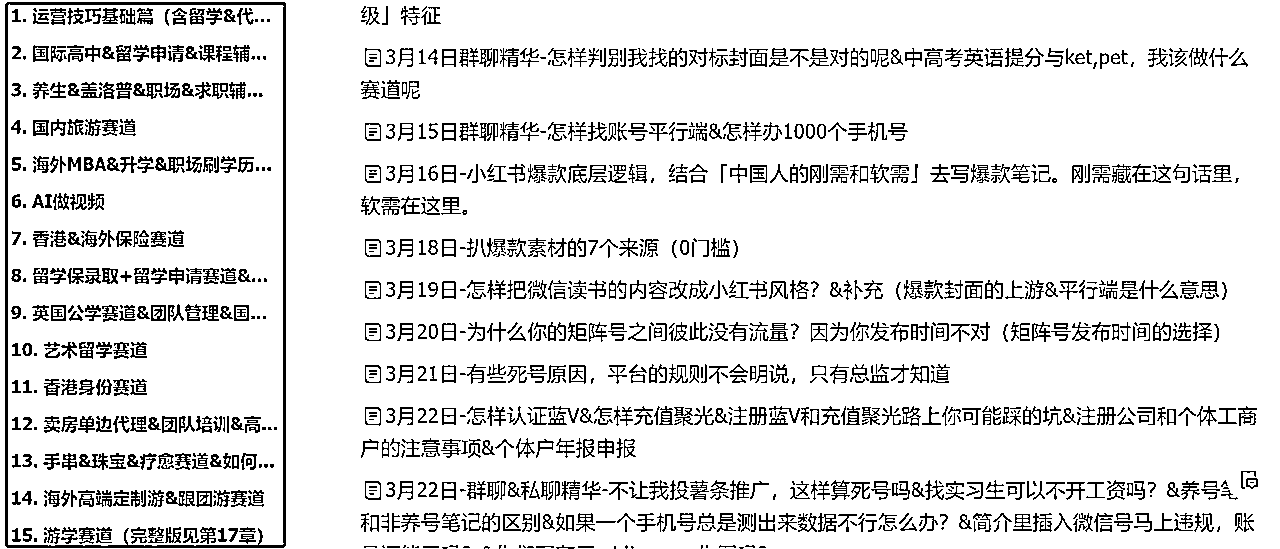 1. 运营技巧基础篇（含留学&代...
2. 国际高中&留学申请&课程辅...
3. 养生&盖洛普&职场&求职辅...
4. 国内旅游赛道
5. 海外MBA&升学&职场刷学历...
6. AI做视频
7. 香港&海外保险赛道
8. 留学保录取+留学申请赛道&...
9. 英国公学赛道&团队管理&国...
10. 艺术留学赛道
11. 香港身份赛道
12. 卖房单边代理&团队培训&高...
13. 手串&珠宝&疗愈赛道&如何...
14. 海外高端定制游&跟团游赛道
15. 游学赛道（完整版见第17章）
级」特征
3月14日群聊精华-怎样判别我找的对标封面是不是对的呢&中高考英语提分与ket,pet，我该做什么
赛道呢
3月15日群聊精华-怎样找账号平行端&怎样办1000个手机号
3月16日-小红书爆款底层逻辑，结合「中国人的刚需和软需」去写爆款笔记。刚需藏在这句话里，
软需在这里。
3月18日-扒爆款素材的7个来源（0门槛）
3月19日-怎样把微信读书的内容改成小红书风格？&补充（爆款封面的上游&平行端是什么意思）
3月20日-为什么你的矩阵号之间彼此没有流量？因为你发布时间不对（矩阵号发布时间的选择）
3月21日-有些死号原因，平台的规则不会明说，只有总监才知道
3月22日-怎样认证蓝V&怎样充值聚光&注册蓝V和充值聚光路上你可能踩的坑&注册公司和个体工商
户的注意事项&个体户年报申报
3月22日-群聊&私聊精华-不让我投薯条推广，这样算死号吗&找实习生可以不开工资吗？&养号笔
和非养号笔记的区别&如果一个手机号总是测出来数据不行怎么办？&简介里插入微信号马上违规，账